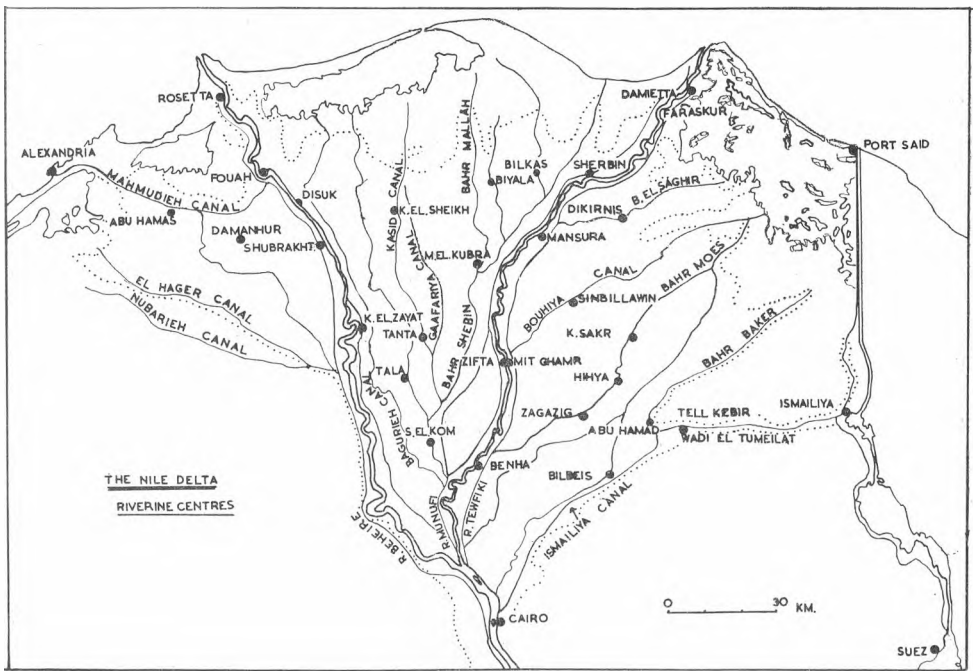 ROSETTA
DAMIETTA
FARASKUR
PORT SAID
ALEXANDRIA
FOUAH
MAHMUDIEH CANAL
ABU HAMAS
DISUK
DAMANHUR
SHUBRAKHT.
KASID CANAL
K.EL.SHEIKH
BAHR MALLAH
BILKAS
BIYALA
SHERBIN
B.EL.SAGHIR
DIKIRNIS
MANSURA
M.EL.KUBRA
CANAL
GAAFARIYA
BAHR SHEBIN
BOUHIYA CANAL
SINBILLAWIN
BAHR MOES
EL HAGER CANAL
NUBARIEH CANAL
K.EL.ZAYAT
TANTA
K.SAKR
BAHR BAKER
ZIFTA
MIT GHAMR
TALA
HIHYA
BAGURIEH CANAL
S.EL.KOM
ZAGAZIG
ABU HAMAD
TELL KEBIR
ISMAILIYA
WADI EL TUMEILAT
BENHA
BILBEIS
ISMAILIYA CANAL
THE NILE DELTA
RIVERINE CENTRES
R.BEHEIRE
R.MUNUFI
R.TEWFIKI
0 30 KM.
CAIRO
SUEZ